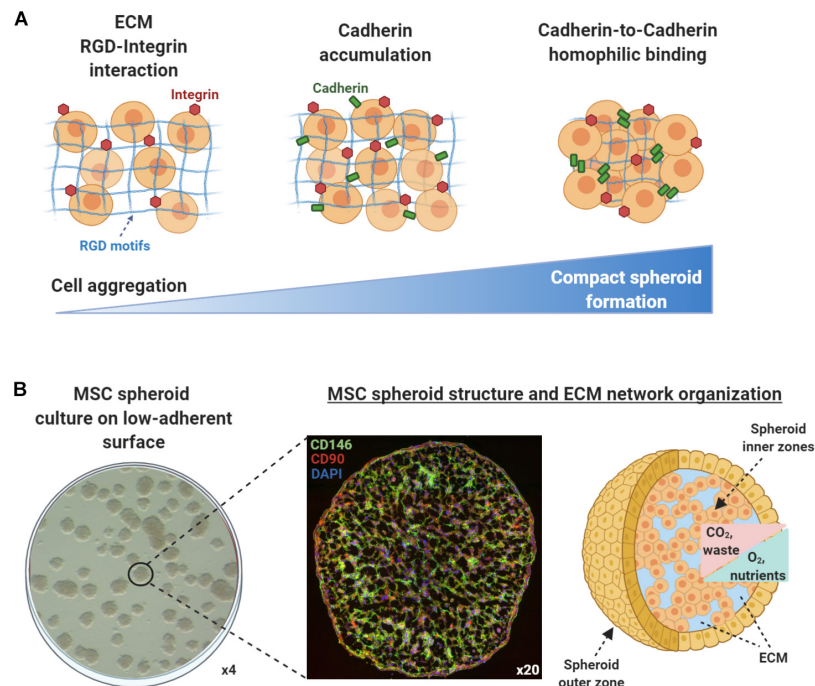 A
ECM
RGD-Integrin
interaction
Cadherin
accumulation
Cadherin-to-Cadherin
homophilic binding
Integrin
Cadherin
RGD motifs
Cell aggregation
Compact spheroid
formation
B
MSC spheroid
culture on low-adherent
surface
MSC spheroid structure and ECM network organization
CD146
CD90
DAPI
Spheroid
inner zones
CO₂,
waste
O₂,
nutrients
x4
x20
ECM
Spheroid
outer zone